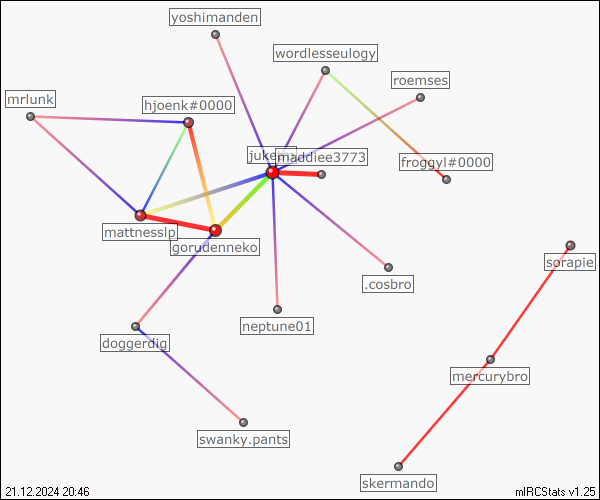 yoshimanden
wordlesseulogy
roemses
mrlunk
hjoenk#0000
maddiee3773
froggyl#0000
mattnesslp
gorudenneko
sorapie
.cosbro
neptune01
doggerdig
mercurybro
swanky.pants
skermando
21.12.2024 20:46
mIRCStats v1.25